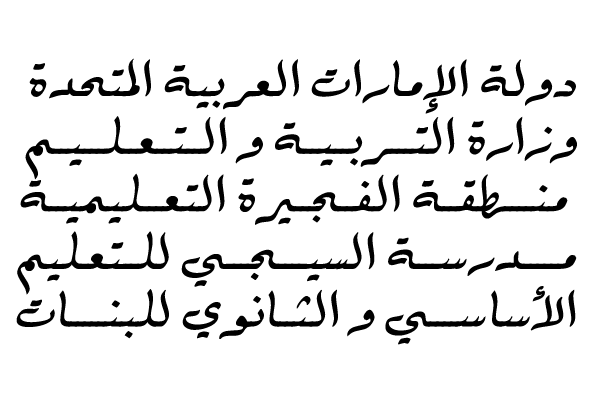 دولة الإمارات العربية المتحدة
وزارة التربية و التعليم
منطقة الفجيرة التعليمية
مدرسة السيجي للتعليم
الأساسي و الثانوي للبنات